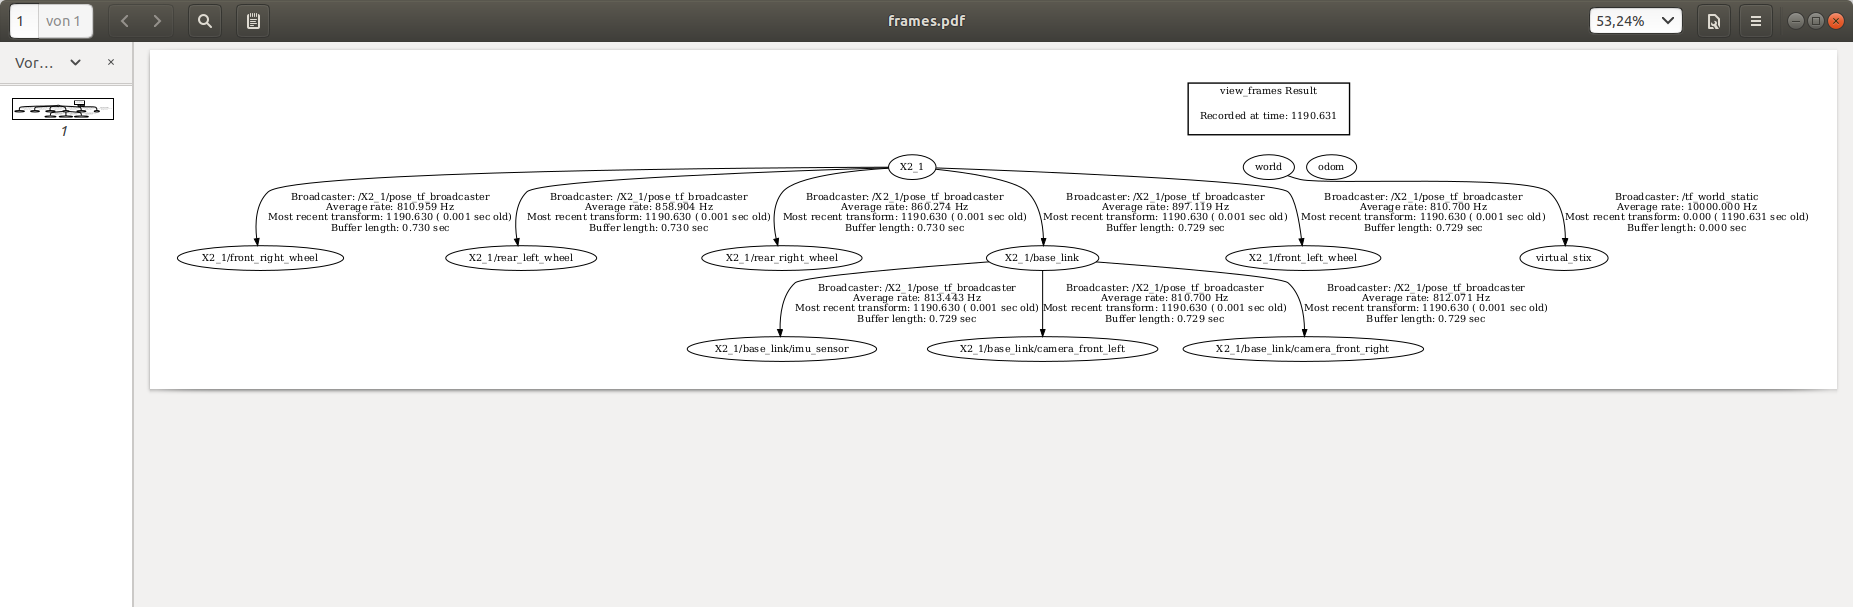 1 von 1
frames.pdf
53,24%
Vor...
1
view_frames Result
Recorded at time: 1190.631
X2_1
world
odom
Broadcaster: /X2_1/pose_tf_broadcaster
Average rate: 810.959 Hz
Most recent transform: 1190.630 ( 0.001 sec old)
Buffer length: 0.730 sec
Broadcaster: /X2_1/pose_tf_broadcaster
Average rate: 858.904 Hz
Most recent transform: 1190.630 ( 0.001 sec old)
Buffer length: 0.730 sec
Broadcaster: /X2_1/pose_tf_broadcaster
Average rate: 860.274 Hz
Most recent transform: 1190.630 ( 0.001 sec old)
Buffer length: 0.730 sec
Broadcaster: /X2_1/pose_tf_broadcaster
Average rate: 897.119 Hz
Most recent transform: 1190.630 ( 0.001 sec old)
Buffer length: 0.729 sec
Broadcaster: /X2_1/pose_tf_broadcaster
Average rate: 810.700 Hz
Most recent transform: 1190.630 ( 0.001 sec old)
Buffer length: 0.729 sec
Broadcaster: /tf_world_static
Average rate: 10000.000 Hz
Most recent transform: 0.000 ( 1190.631 sec old)
Buffer length: 0.000 sec
X2_1/front_right_wheel
X2_1/rear_left_wheel
X2_1/rear_right_wheel
X2_1/base_link
X2_1/front_left_wheel
virtual_stix
Broadcaster: /X2_1/pose_tf_broadcaster
Average rate: 813.443 Hz
Most recent transform: 1190.630 ( 0.001 sec old)
Buffer length: 0.729 sec
Broadcaster: /X2_1/pose_tf_broadcaster
Average rate: 810.700 Hz
Most recent transform: 1190.630 ( 0.001 sec old)
Buffer length: 0.729 sec
Broadcaster: /X2_1/pose_tf_broadcaster
Average rate: 812.071 Hz
Most recent transform: 1190.630 ( 0.001 sec old)
Buffer length: 0.729 sec
X2_1/base_link/imu_sensor
X2_1/base_link/camera_front_left
X2_1/base_link/camera_front_right